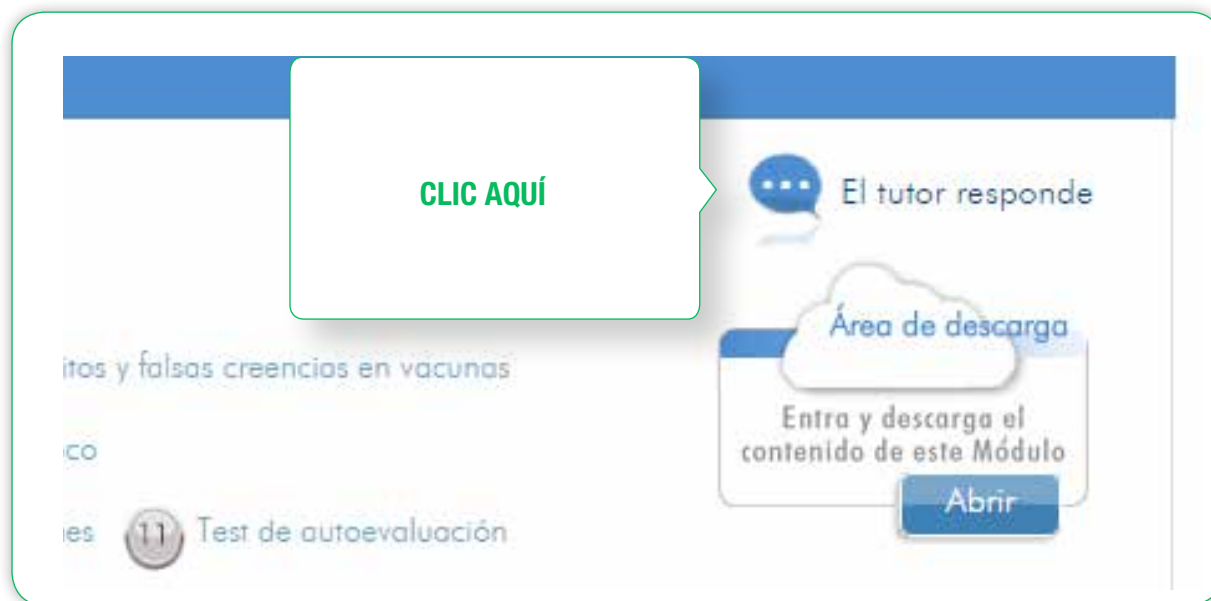 CLIC AQUÍ
El tutor responde
Área de descarga
itos y falsas creencias en vacunas
Entra y descarga el
contenido de este Módulo
co
Abrir
es 11 Test de autoevaluación